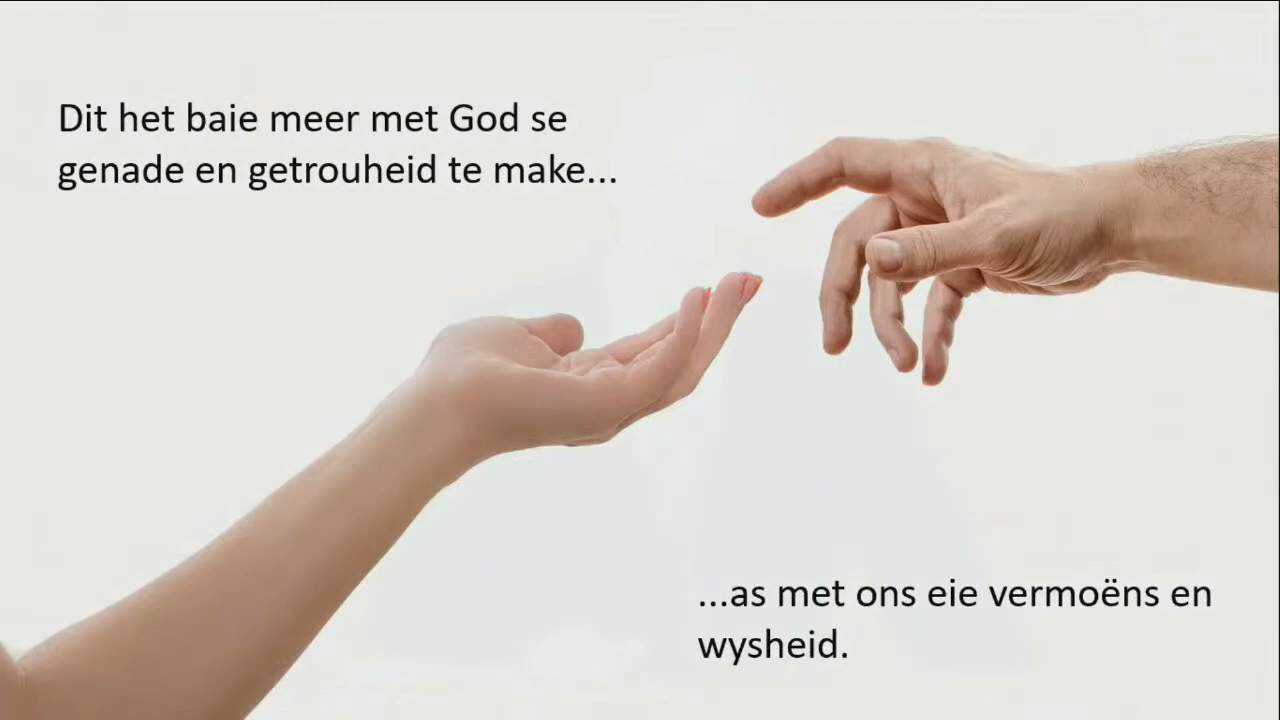 Dit het baie meer met God se
genade en getrouheid te make...
...as met ons eie vermoëns en
wysheid.